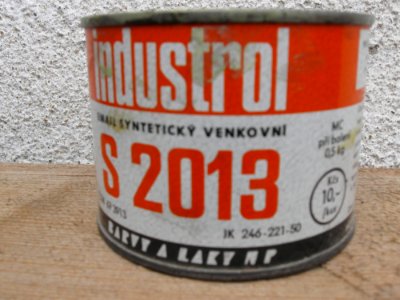 industrol
EMAIL SYNTETICKÝ VENKOVNÍ
S 2013
MC
při balení
0,5 kg
Kčs
10,-
/kus
JK 246-221-50
BARVY A LAKY N P